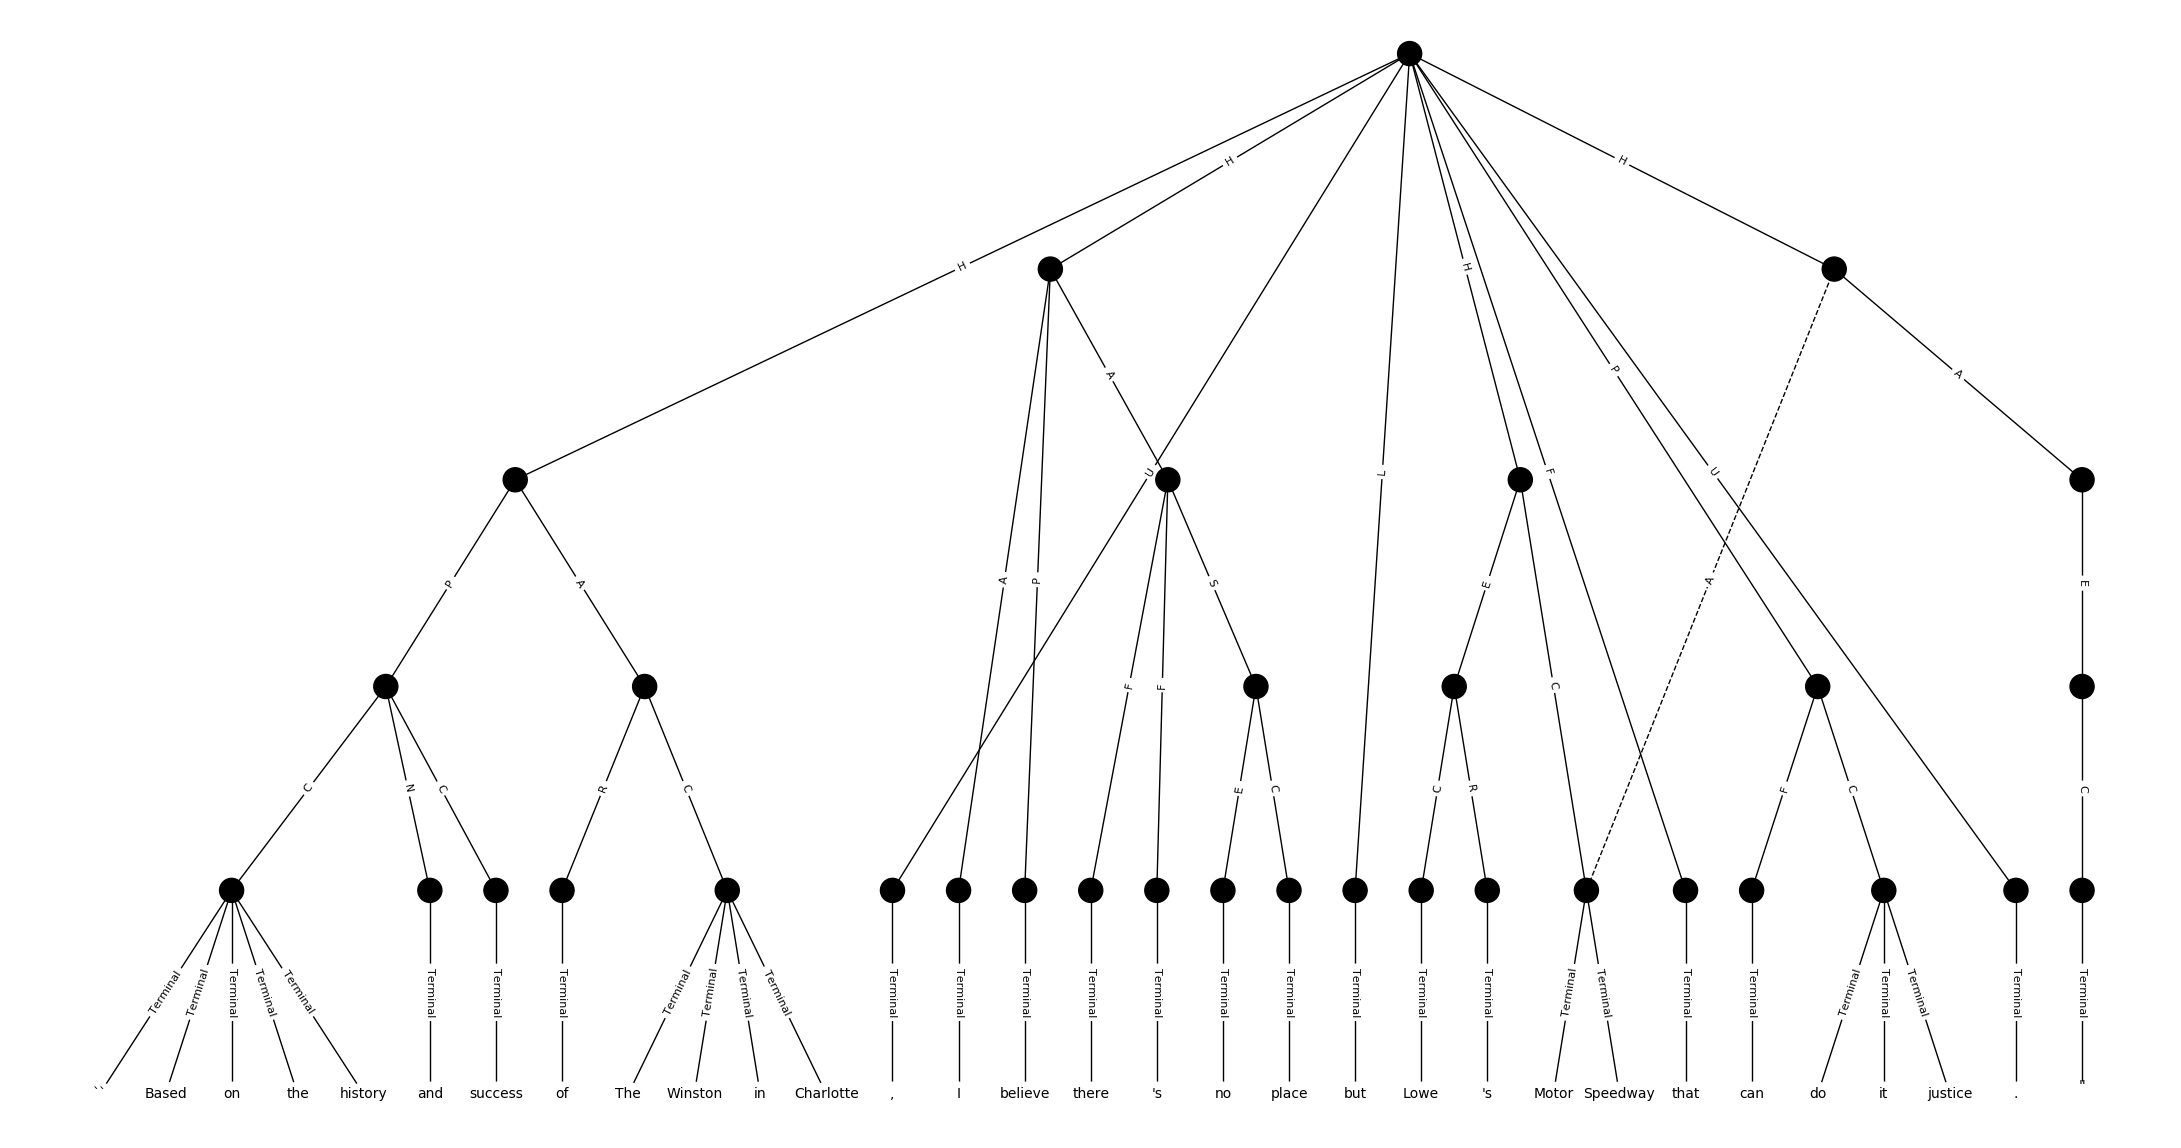 H
H
H
H
A
A
U
L
H
F
P
U
P
A
A
P
S
E
A
E
F
F
C
C
N
C
R
C
E
C
C
R
F
C
C
Terminal Terminal Terminal Terminal Terminal Terminal Terminal Terminal Terminal Terminal Terminal Terminal Terminal Terminal Terminal Terminal Terminal Terminal Terminal Terminal Terminal Terminal Terminal Terminal Terminal Terminal Terminal Terminal Terminal Terminal Terminal
`` Based on the history and success of The Winston in Charlotte , I believe there 's no place but Lowe 's Motor Speedway that can do it justice . "